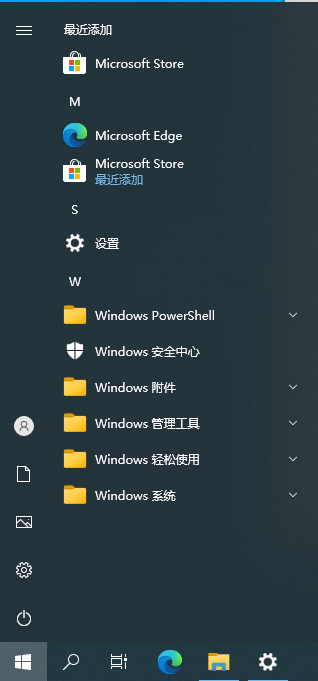 最近添加
Microsoft Store
M
Microsoft Edge
Microsoft Store
最近添加
S
设置
W
Windows PowerShell
Windows 安全中心
Windows 附件
Windows 管理工具
Windows 轻松使用
Windows 系统